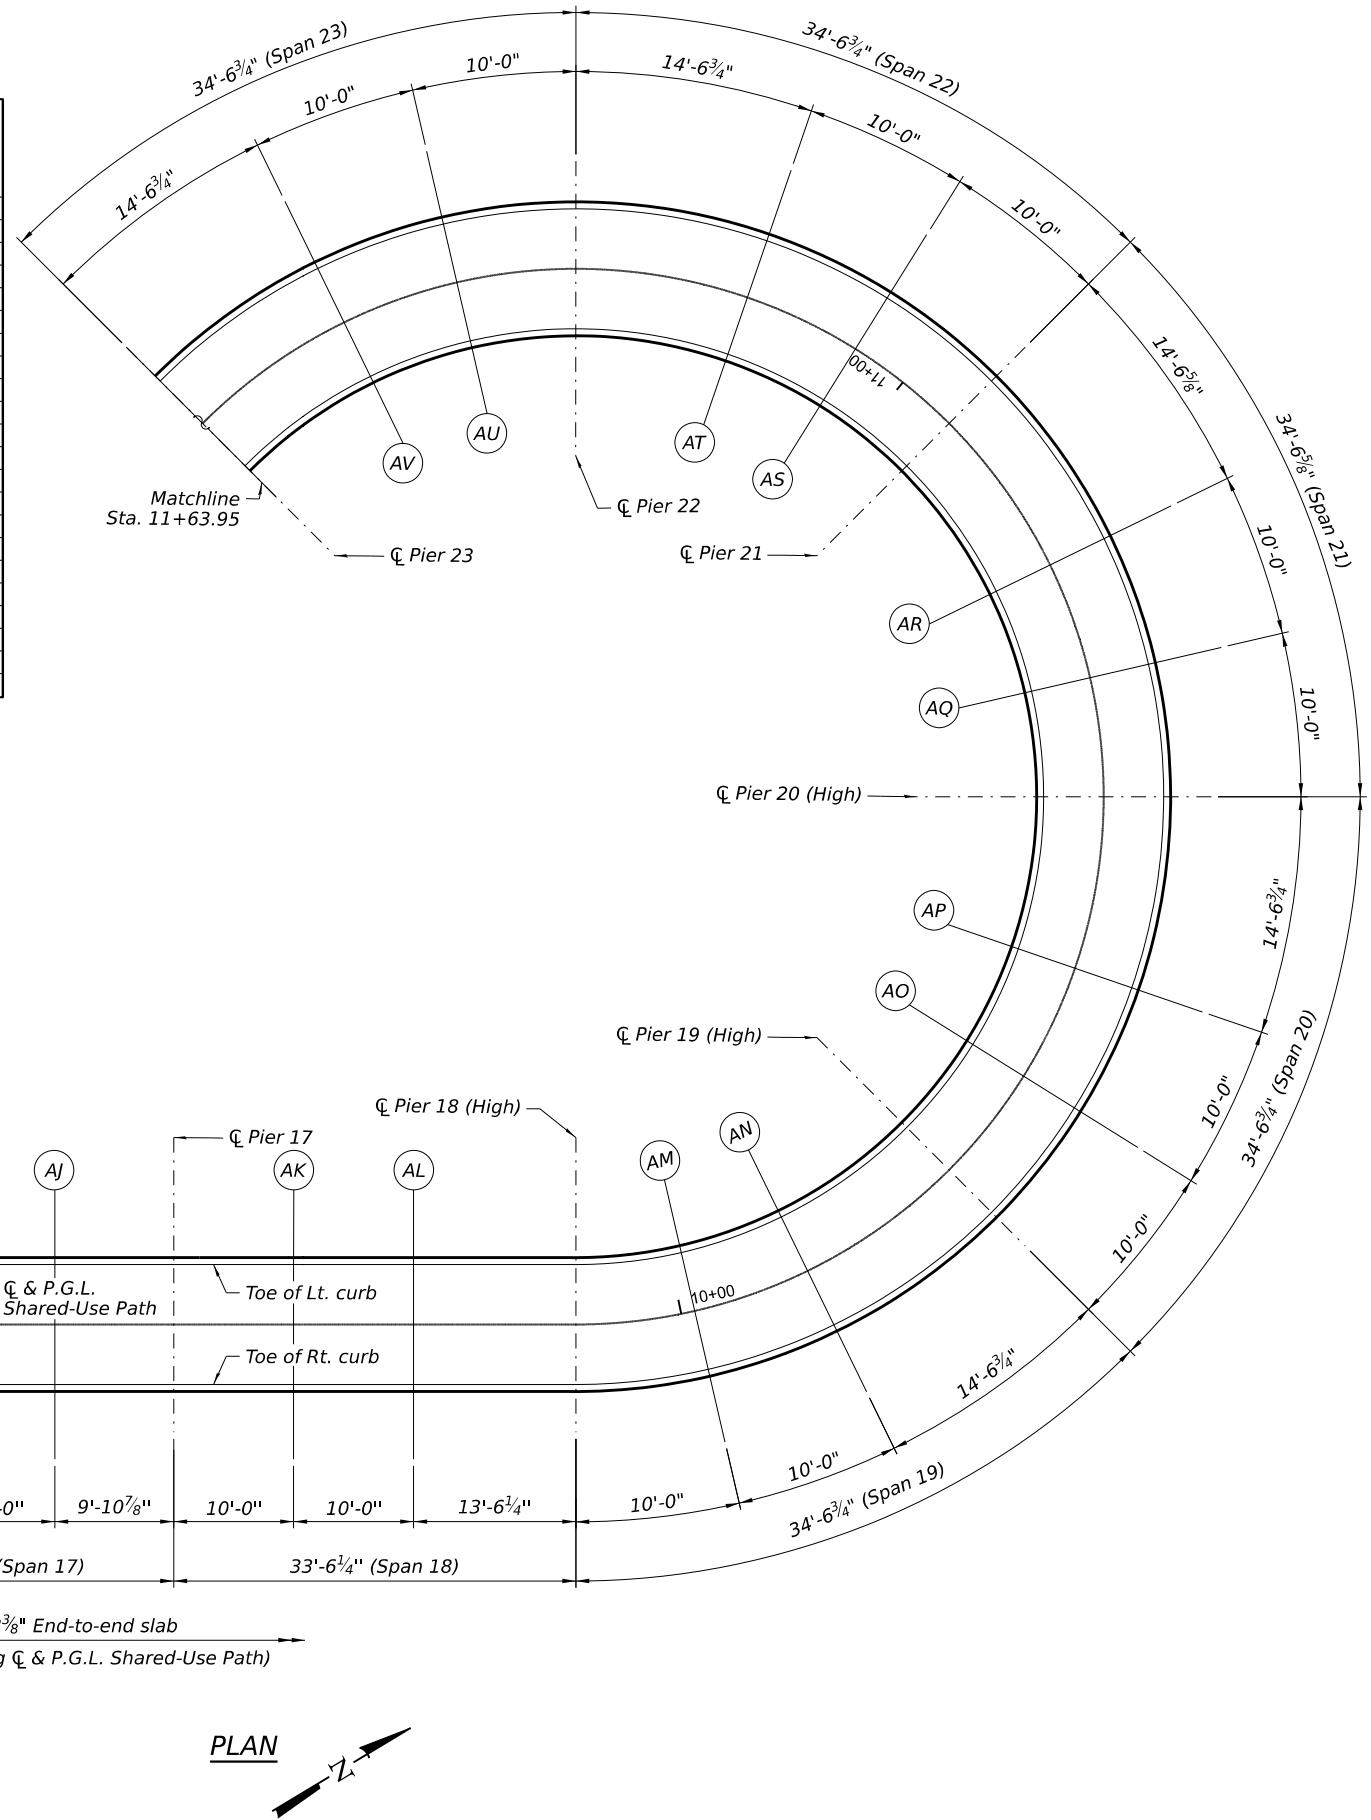 34'-6¾" (Span 23)
34'-6¾" (Span 22)
10'-0"
14'-6¾"
10'-0"
10'-0"
14'-6¾"
10'-0"
14'-6⅝"
11+00
34'-6⅝" (Span 21)
AU
AT
AV
AS
Matchline
Sta. 11+63.95
℄ Pier 22
℄ Pier 23
℄ Pier 21
10'-0"
AR
AQ
10'-0"
℄ Pier 20 (High)
AP
14'-6¾"
AO
℄ Pier 19 (High)
34'-6¾" (Span 20)
10'-0"
℄ Pier 18 (High)
℄ Pier 17
AN
AM
AJ
AK
AL
10'-0"
℄ & P.G.L.
Shared-Use Path
Toe of Lt. curb
10+00
Toe of Rt. curb
14'-6¾"
10'-0"
-0"
9'-10⅞"
10'-0"
10'-0"
13'-6¼"
10'-0"
34'-6¾" (Span 19)
(Span 17)
33'-6¼" (Span 18)
⅜" End-to-end slab
g ℄ & P.G.L. Shared-Use Path)
PLAN
N